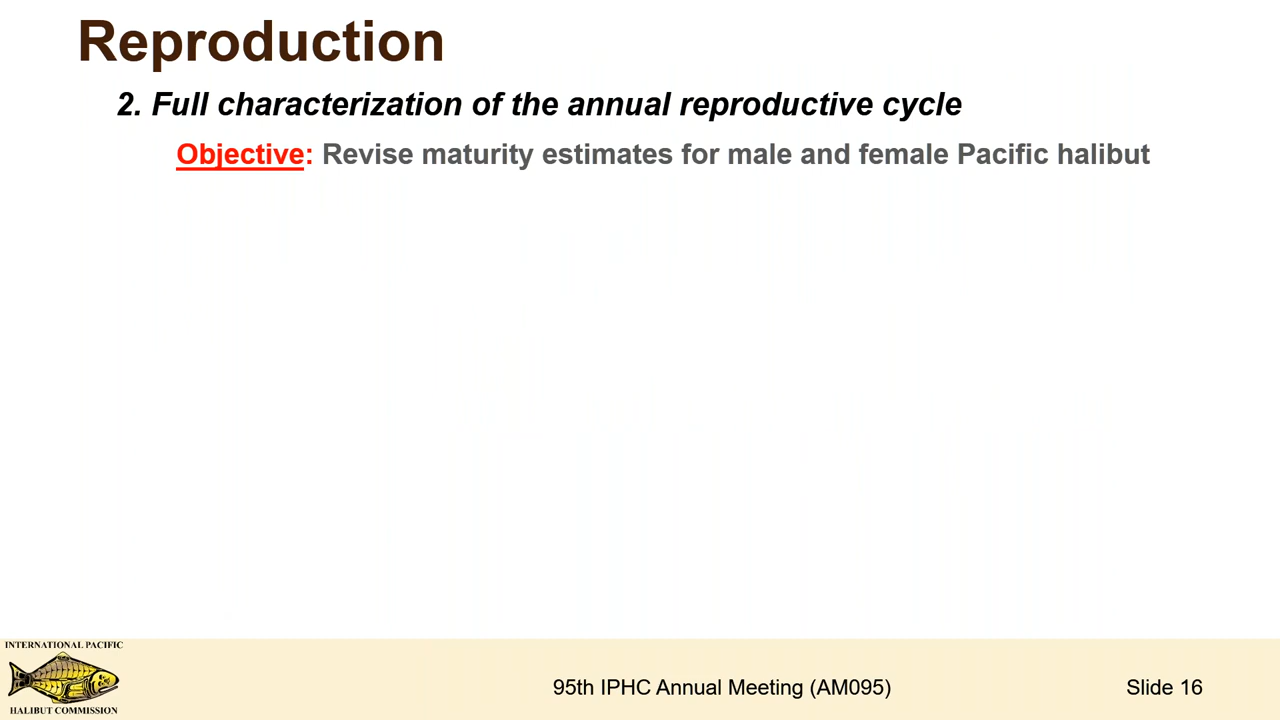 Reproduction
2. Full characterization of the annual reproductive cycle
Objective: Revise maturity estimates for male and female Pacific halibut
INTERNATIONAL PACIFIC
HALIBUT COMMISSION
95th IPHC Annual Meeting (AM095)
Slide 16